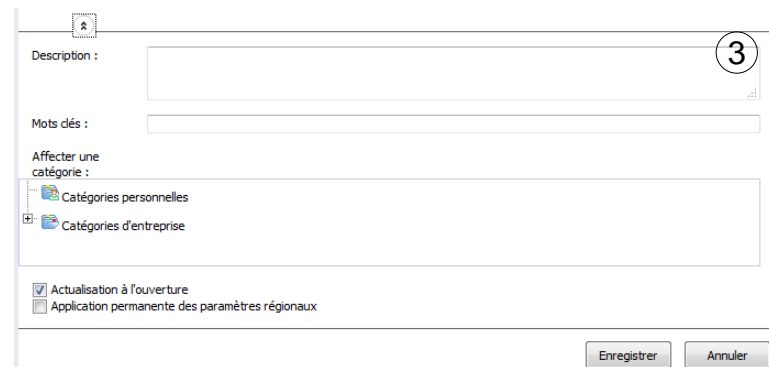 Description :
3
Mots clés :
Affecter une
catégorie :
Catégories personnelles
Catégories d'entreprise
Actualisation à l'ouverture
Application permanente des paramètres régionaux
Enregistrer Annuler